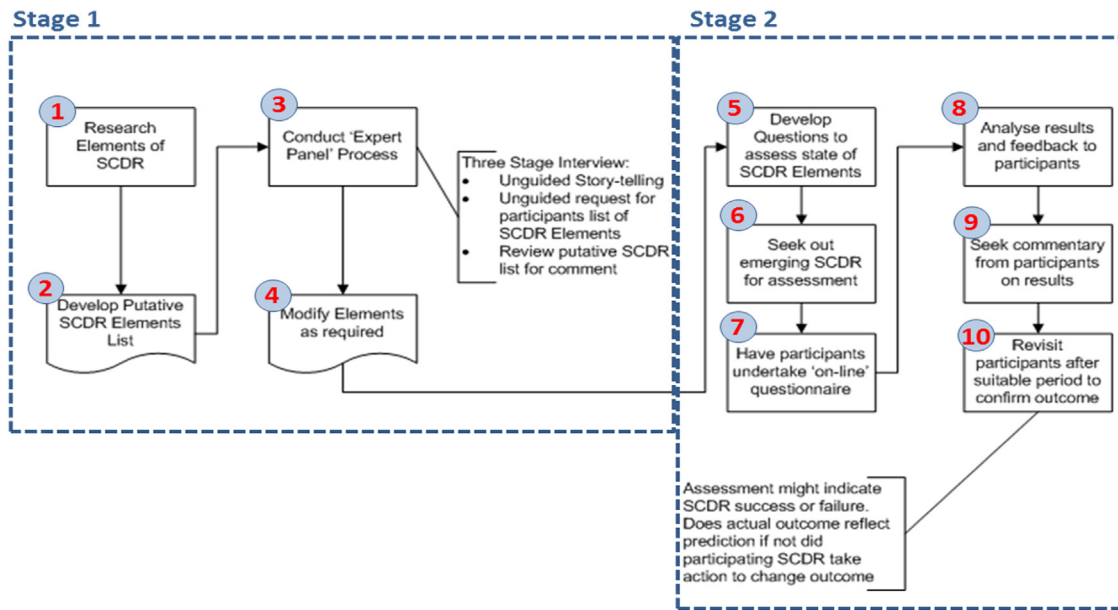 Stage 1
1
Research
Elements of
SCDR
2
Develop Putative
SCDR Elements
List
3
Conduct ‘Expert
Panel’ Process
Three Stage Interview:
• Unguided Story-telling
• Unguided request for
participants list of
SCDR Elements
• Review putative SCDR
list for comment
4
Modify Elements
as required
Stage 2
5
Develop
Questions to
assess state of
SCDR Elements
6
Seek out
emerging SCDR
for assessment
7
Have participants
undertake ‘on-line’
questionnaire
8
Analyse results
and feedback to
participants
9
Seek commentary
from participants
on results
10
Revisit
participants after
suitable period to
confirm outcome
Assessment might indicate
SCDR success or failure.
Does actual outcome reflect
prediction if not did
participating SCDR take
action to change outcome